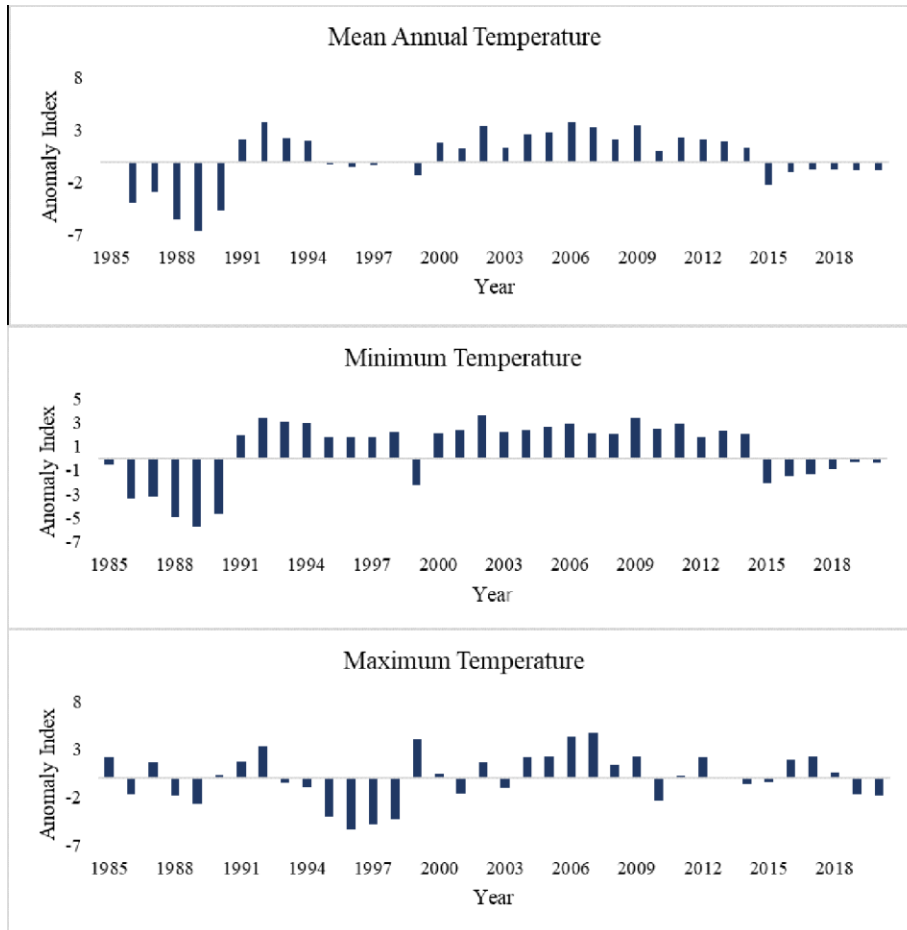 Mean Annual Temperature
8
3
-2
-7
Anomaly Index
1985 1988 1991 1994 1997 2000 2003 2006 2009 2012 2015 2018
Year
Minimum Temperature
5
3
1
-1
-3
-5
-7
Anomaly Index
1985 1988 1991 1994 1997 2000 2003 2006 2009 2012 2015 2018
Year
Maximum Temperature
8
3
-2
-7
Anomaly Index
1985 1988 1991 1994 1997 2000 2003 2006 2009 2012 2015 2018
Year